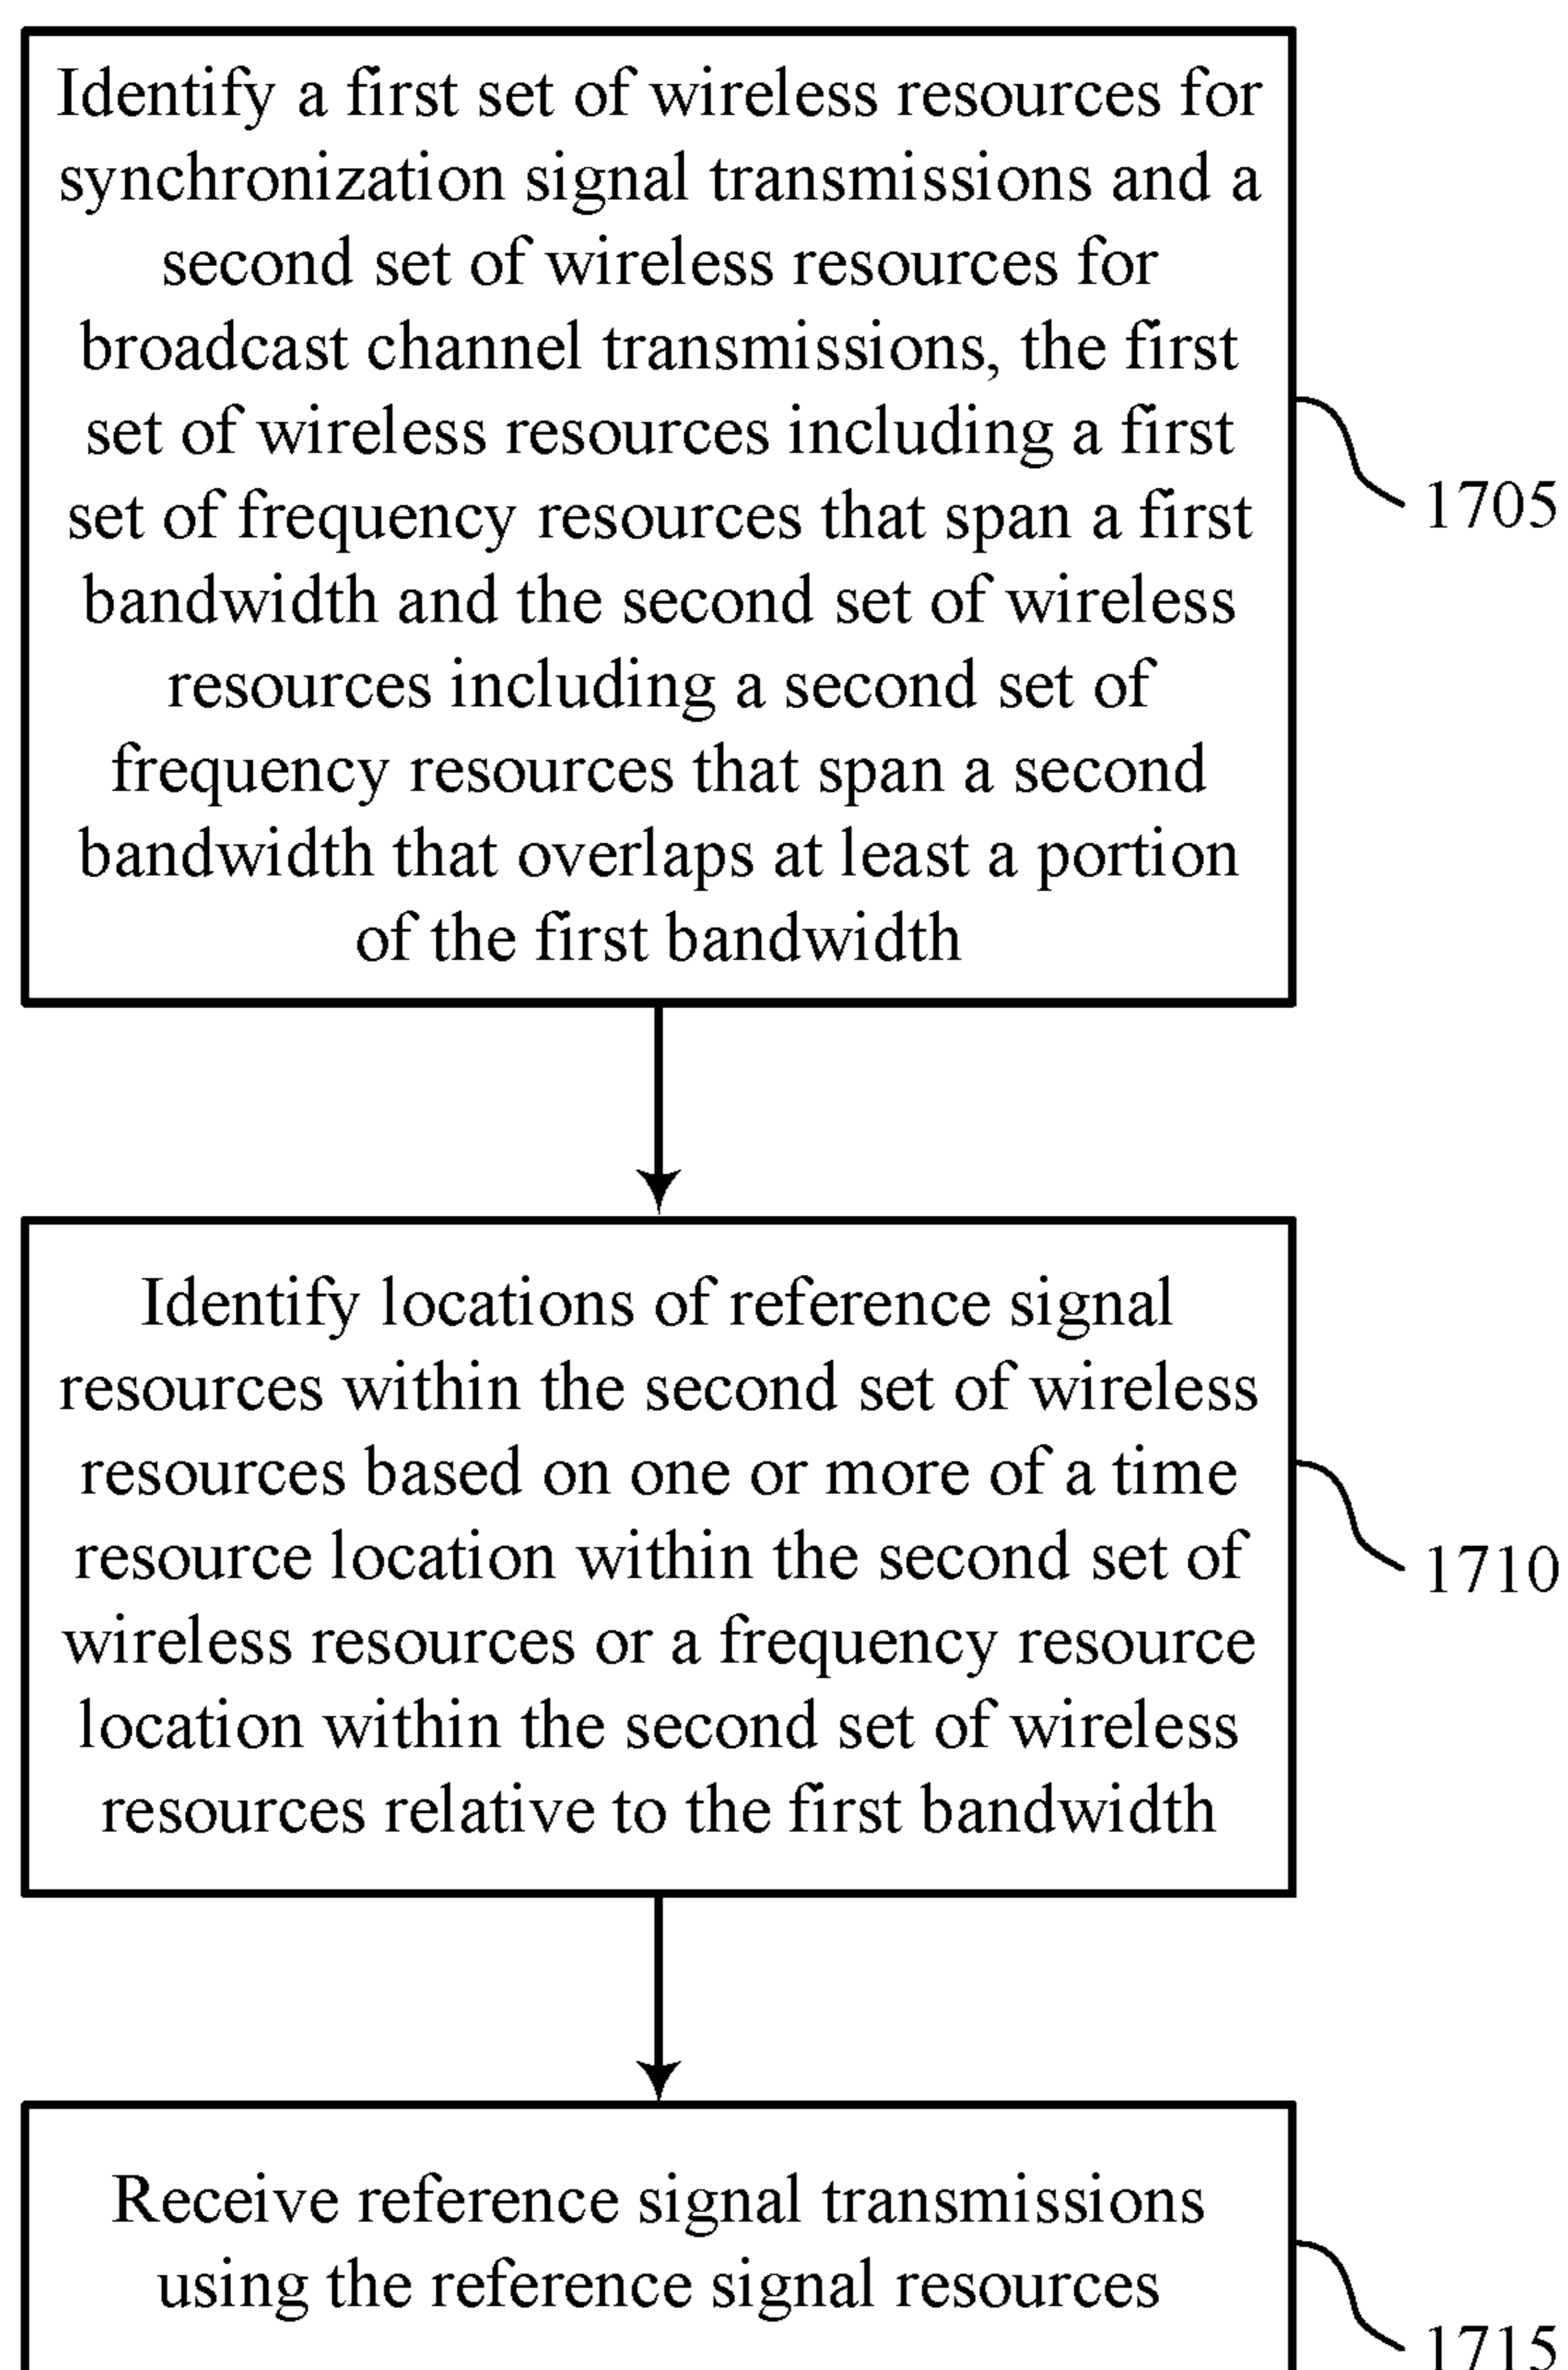 Identify a first set of wireless resources for
synchronization signal transmissions and a
second set of wireless resources for
broadcast channel transmissions, the first
set of wireless resources including a first
set of frequency resources that span a first
bandwidth and the second set of wireless
resources including a second set of
frequency resources that span a second
bandwidth that overlaps at least a portion
of the first bandwidth
1705
Identify locations of reference signal
resources within the second set of wireless
resources based on one or more of a time
resource location within the second set of
wireless resources or a frequency resource
location within the second set of wireless
resources relative to the first bandwidth
1710
Receive reference signal transmissions
using the reference signal resources
1715